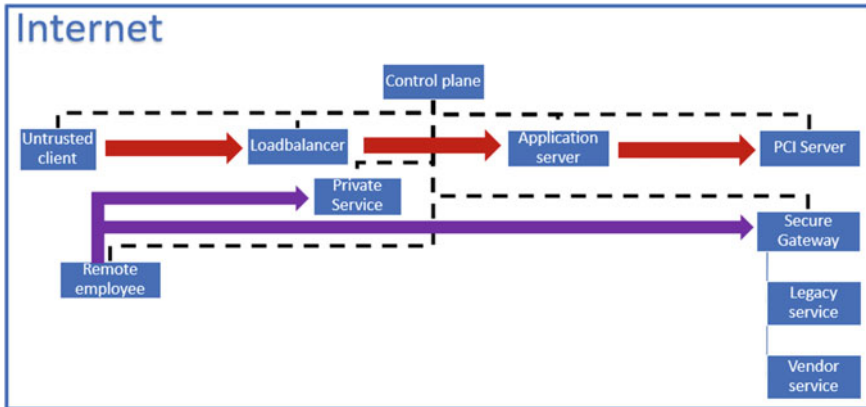 Internet
Control plane
Untrusted
client
Loadbalancer
Application
server
PCI Server
Private
Service
Secure
Gateway
Remote
employee
Legacy
service
Vendor
service